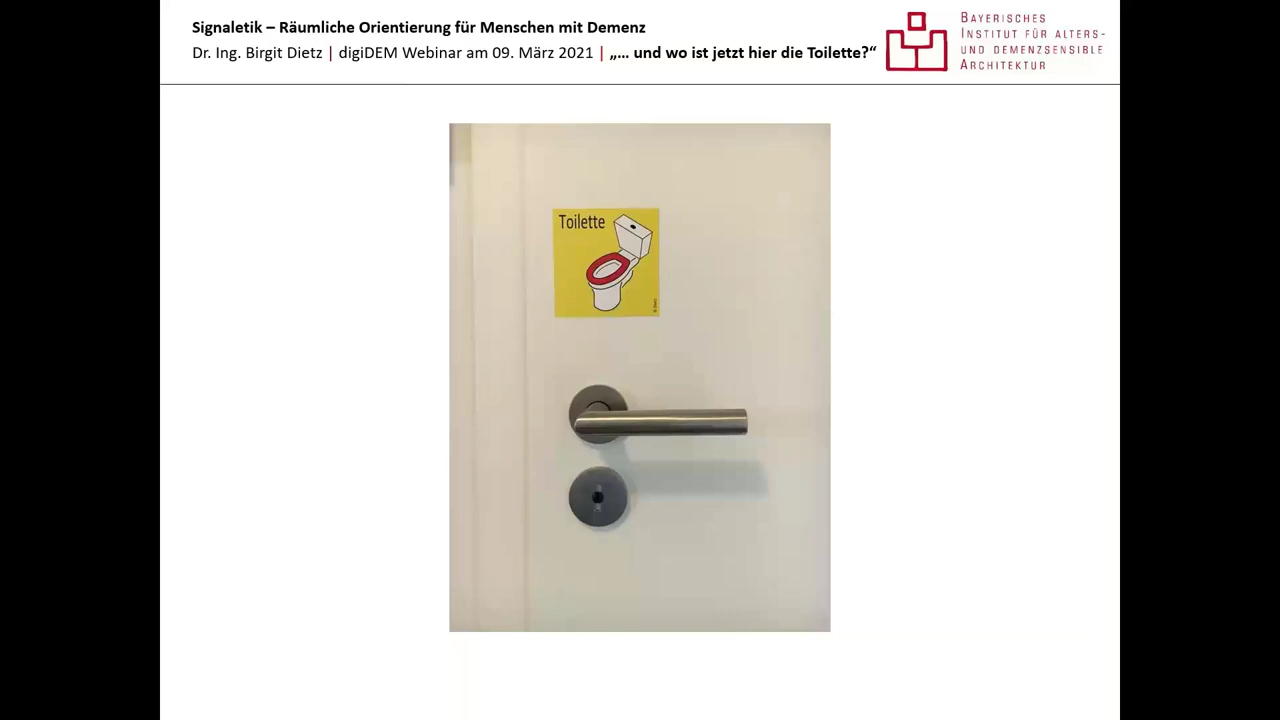 Signaletik – Räumliche Orientierung für Menschen mit Demenz
Dr. Ing. Birgit Dietz | digiDEM Webinar am 09. März 2021 | „… und wo ist jetzt hier die Toilette?“
BAYERISCHES
INSTITUT FÜR ALTERS-
UND DEMENZSENSIBLE
ARCHITEKTUR
Toilette